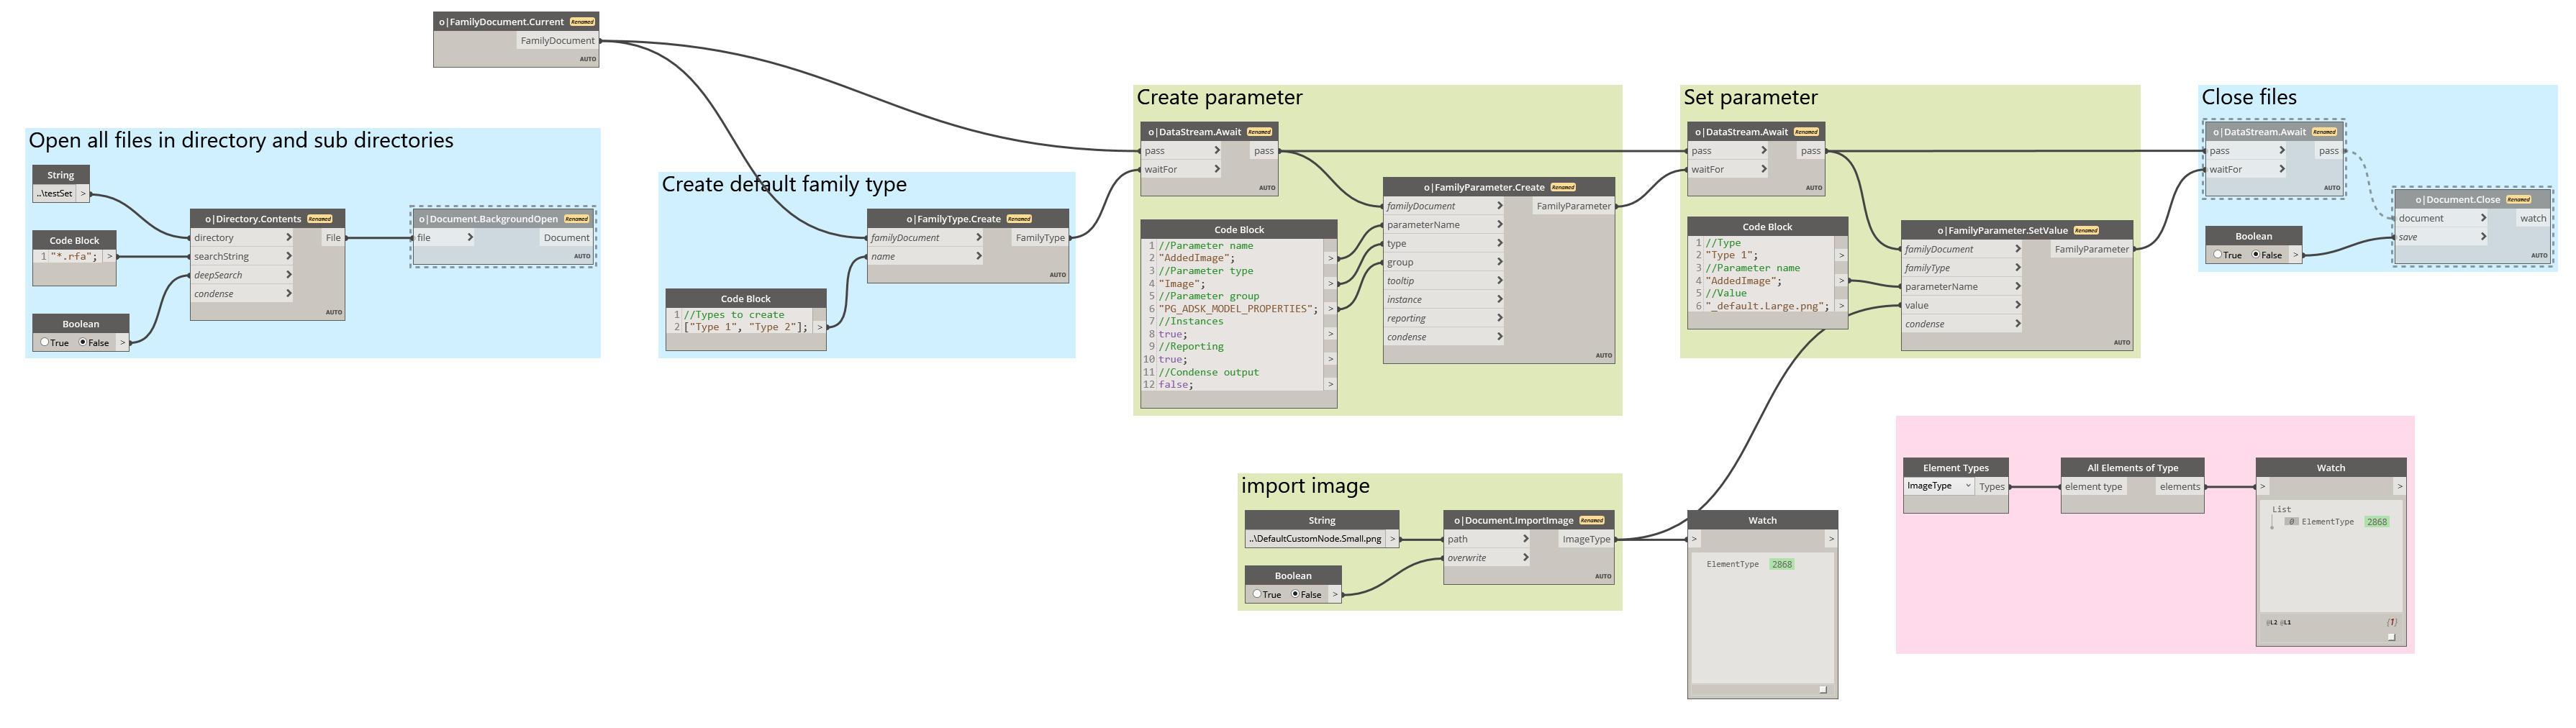 o|FamilyDocument.Current Renamed
FamilyDocument
AUTO
Open all files in directory and sub directories
String
..\testSet >
Code Block
1 "*.rfa"; >
Boolean
True False >
o|Directory.Contents Renamed
directory > File
searchString >
deepSearch >
condense >
AUTO
o|Document.BackgroundOpen Renamed
file > Document
AUTO
Create default family type
Code Block
1 //Types to create
2 ["Type 1", "Type 2"]; >
o|FamilyType.Create Renamed
familyDocument > FamilyType
name >
AUTO
Create parameter
o|DataStream.Await Renamed
pass > pass
waitFor >
AUTO
Code Block
1 //Parameter name
2 "AddedImage"; >
3 //Parameter type
4 "Image"; >
5 //Parameter group
6 "PG_ADSK_MODEL_PROPERTIES"; >
7 //Instances
8 true; >
9 //Reporting
10 true; >
11 //Condense output
12 false; >
o|FamilyParameter.Create Renamed
familyDocument > FamilyParameter
parameterName >
type >
group >
tooltip >
instance >
reporting >
condense >
AUTO
Set parameter
o|DataStream.Await Renamed
pass > pass
waitFor >
AUTO
Code Block
1 //Type
2 "Type 1"; >
3 //Parameter name
4 "AddedImage"; >
5 //Value
6 "_default.Large.png"; >
o|FamilyParameter.SetValue Renamed
familyDocument > FamilyParameter
familyType >
parameterName >
value >
condense >
AUTO
Close files
o|DataStream.Await Renamed
pass > pass
waitFor >
AUTO
Boolean
True False >
o|Document.Close Renamed
document > watch
save >
AUTO
import image
String
..\DefaultCustomNode.Small.png >
Boolean
True False >
o|Document.ImportImage Renamed
path > ImageType
overwrite >
AUTO
Watch
> >
ElementType 2868
Element Types
ImageType Types
All Elements of Type
element type elements
Watch
> >
List
0 ElementType 2868
@L2 @L1 {1}